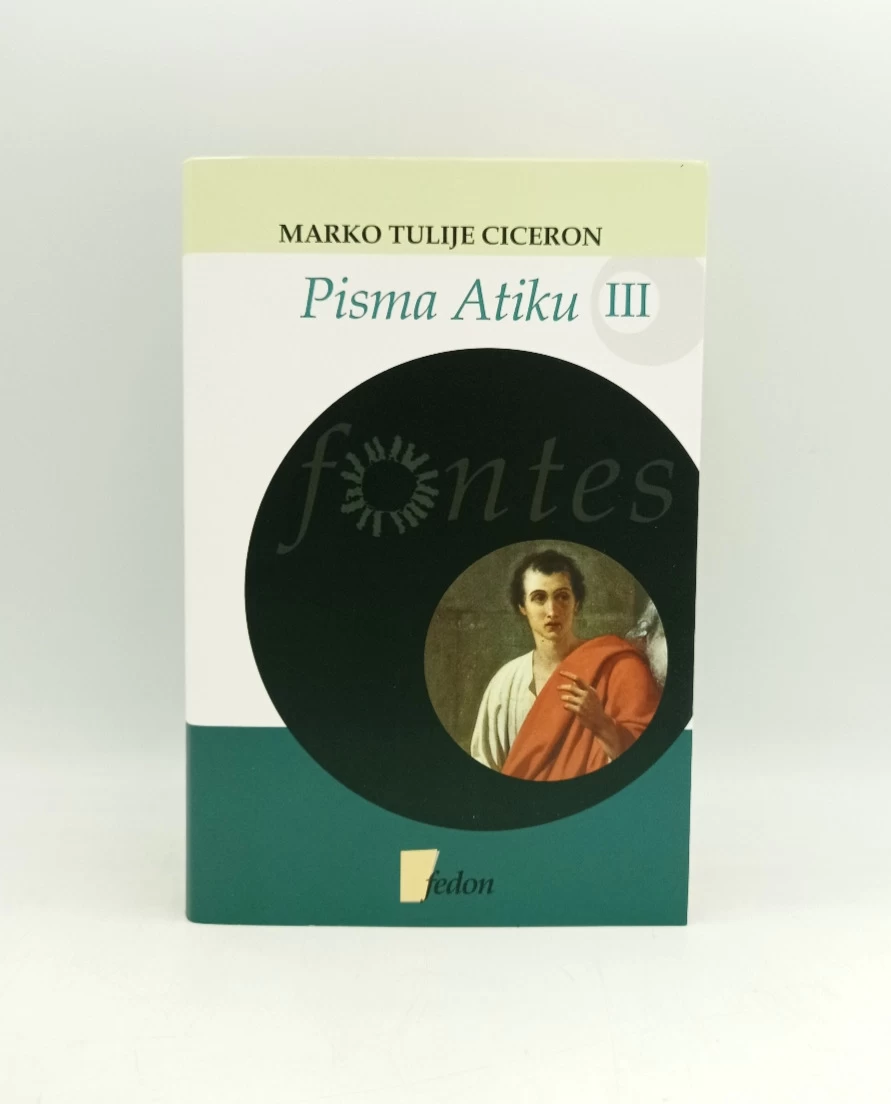 MARKO TULIJE CICERON
Pisma Atiku III
fontes
fedon